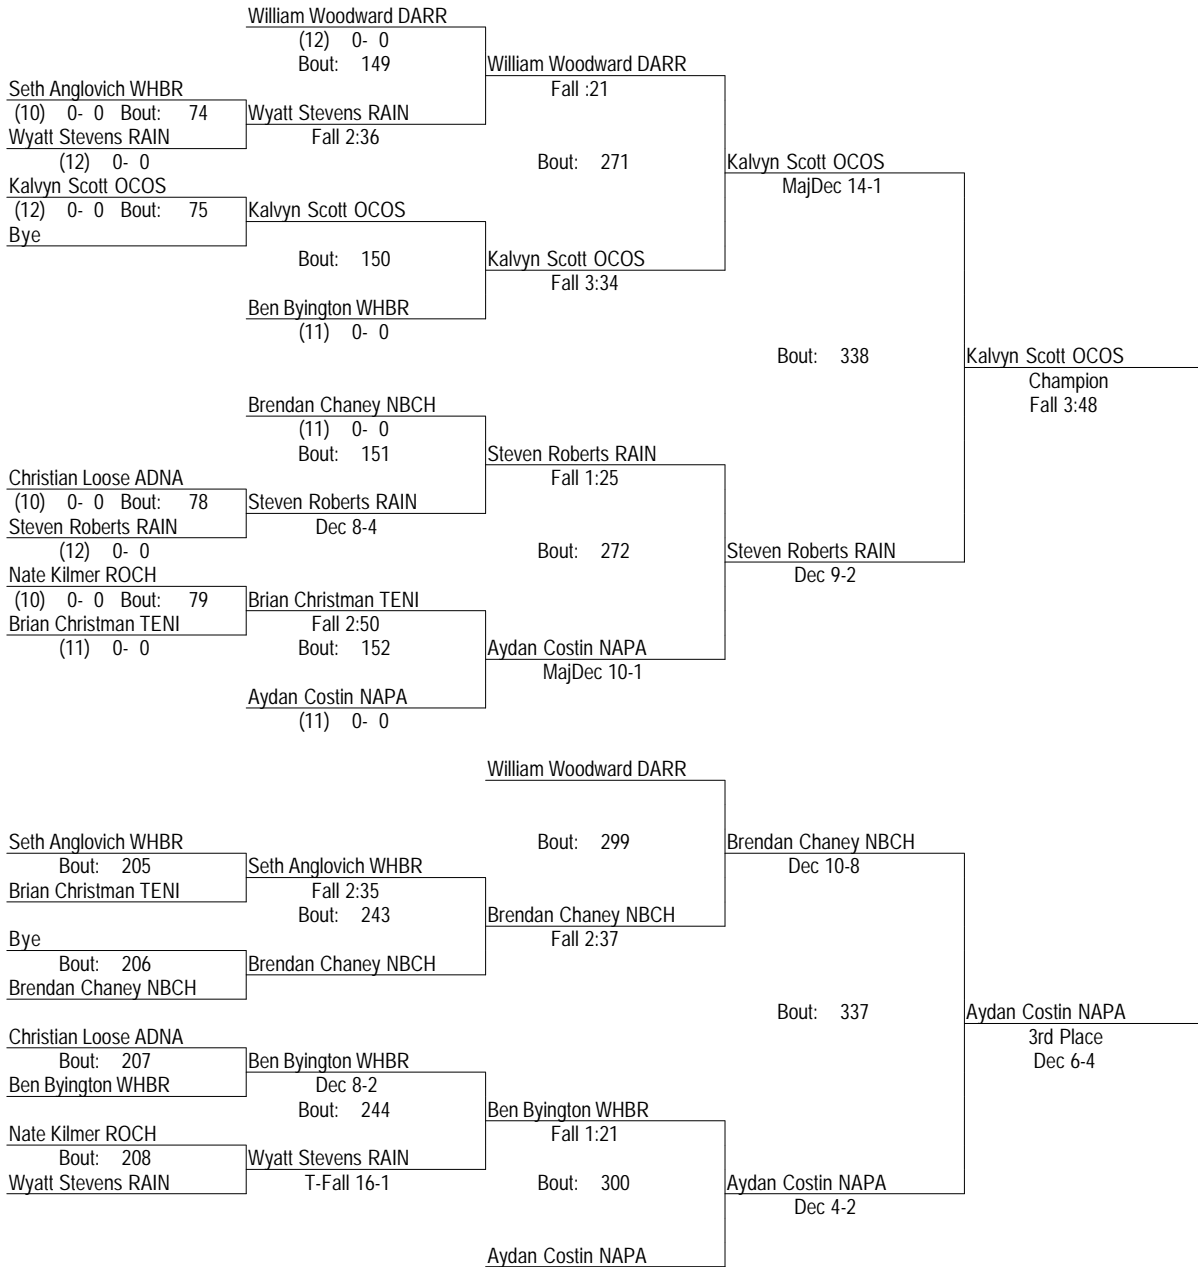 William Woodward DARR
(12) 0- 0
Bout: 149
William Woodward DARR
Fall :21
Seth Anglovich WHBR
(10) 0- 0 Bout: 74
Wyatt Stevens RAIN
Wyatt Stevens RAIN
Fall 2:36
(12) 0- 0
Bout: 271
Kalvyn Scott OCOS
MajDec 14-1
Kalvyn Scott OCOS
(12) 0- 0 Bout: 75
Kalvyn Scott OCOS
Bye
Bout: 150
Kalvyn Scott OCOS
Fall 3:34
Ben Byington WHBR
(11) 0- 0
Bout: 338
Kalvyn Scott OCOS
Champion
Fall 3:48
Brendan Chaney NBCH
(11) 0- 0
Bout: 151
Steven Roberts RAIN
Fall 1:25
Christian Loose ADNA
(10) 0- 0 Bout: 78
Steven Roberts RAIN
Steven Roberts RAIN
Dec 8-4
(12) 0- 0
Bout: 272
Steven Roberts RAIN
Dec 9-2
Nate Kilmer ROCH
(10) 0- 0 Bout: 79
Brian Christman TENI
Brian Christman TENI
Fall 2:50
(11) 0- 0
Bout: 152
Aydan Costin NAPA
MajDec 10-1
Aydan Costin NAPA
(11) 0- 0
William Woodward DARR
Seth Anglovich WHBR
Bout: 205
Brian Christman TENI
Seth Anglovich WHBR
Fall 2:35
Bout: 299
Brendan Chaney NBCH
Dec 10-8
Bout: 243
Brendan Chaney NBCH
Fall 2:37
Bye
Bout: 206
Brendan Chaney NBCH
Brendan Chaney NBCH
Bout: 337
Aydan Costin NAPA
3rd Place
Dec 6-4
Christian Loose ADNA
Bout: 207
Ben Byington WHBR
Ben Byington WHBR
Dec 8-2
Bout: 244
Ben Byington WHBR
Fall 1:21
Nate Kilmer ROCH
Bout: 208
Wyatt Stevens RAIN
Wyatt Stevens RAIN
T-Fall 16-1
Bout: 300
Aydan Costin NAPA
Dec 4-2
Aydan Costin NAPA